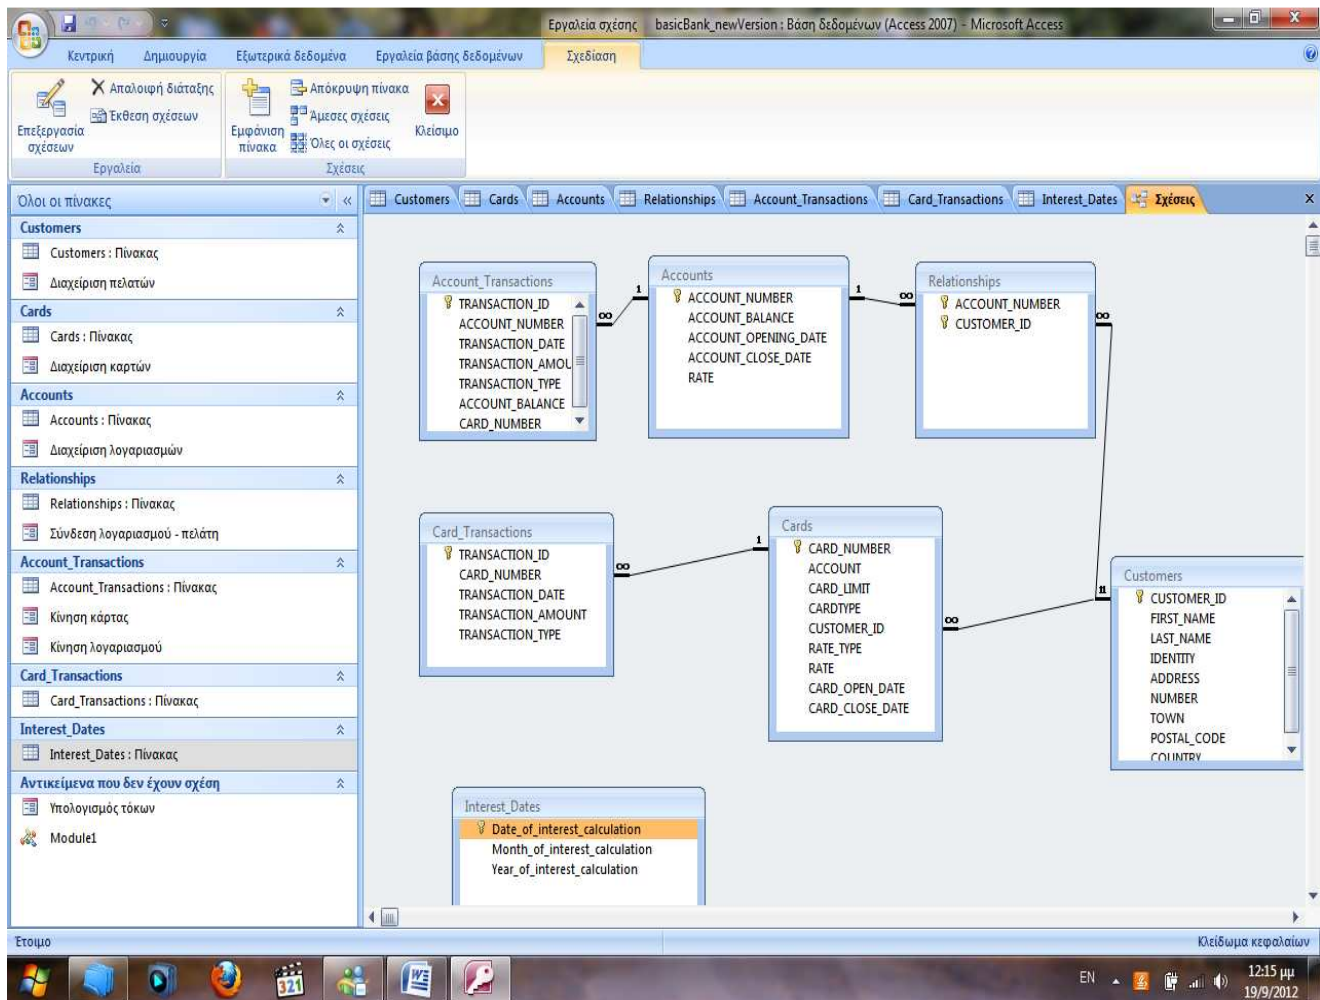 Εργαλεία σχέσης basicBank_newVersion : Βάση δεδομένων (Access 2007) - Microsoft Access
Κεντρική Δημιουργία Εξωτερικά δεδομένα Εργαλεία βάσης δεδομένων Σχεδίαση
Επεξεργασία σχέσεων
Απαλοιφή διάταξης
Έκθεση σχέσεων
Εργαλεία
Εμφάνιση πίνακα
Απόκρυψη πίνακα
Άμεσες σχέσεις
Όλες οι σχέσεις
Κλείσιμο
Σχέσεις
Όλοι οι πίνακες
Customers
Customers : Πίνακας
Διαχείριση πελατών
Cards
Cards : Πίνακας
Διαχείριση καρτών
Accounts
Accounts : Πίνακας
Διαχείριση λογαριασμών
Relationships
Relationships : Πίνακας
Σύνδεση λογαριασμού - πελάτη
Account_Transactions
Account_Transactions : Πίνακας
Κίνηση κάρτας
Κίνηση λογαριασμού
Card_Transactions
Card_Transactions : Πίνακας
Interest_Dates
Interest_Dates : Πίνακας
Αντικείμενα που δεν έχουν σχέση
Υπολογισμός τόκων
Module1
Customers Cards Accounts Relationships Account_Transactions Card_Transactions Interest_Dates Σχέσεις
Account_Transactions
TRANSACTION_ID
ACCOUNT_NUMBER
TRANSACTION_DATE
TRANSACTION_AMOU
TRANSACTION_TYPE
ACCOUNT_BALANCE
CARD_NUMBER
∞ 1
Accounts
ACCOUNT_NUMBER
ACCOUNT_BALANCE
ACCOUNT_OPENING_DATE
ACCOUNT_CLOSE_DATE
RATE
1 ∞
Relationships
ACCOUNT_NUMBER
CUSTOMER_ID
∞
Card_Transactions
TRANSACTION_ID
CARD_NUMBER
TRANSACTION_DATE
TRANSACTION_AMOUNT
TRANSACTION_TYPE
∞ 1
Cards
CARD_NUMBER
ACCOUNT
CARD_LIMIT
CARDTYPE
CUSTOMER_ID
RATE_TYPE
RATE
CARD_OPEN_DATE
CARD_CLOSE_DATE
∞ 11
Customers
CUSTOMER_ID
FIRST_NAME
LAST_NAME
IDENTITY
ADDRESS
NUMBER
TOWN
POSTAL_CODE
COUNTRY
Interest_Dates
Date_of_interest_calculation
Month_of_interest_calculation
Year_of_interest_calculation
Έτοιμο
Κλείδωμα κεφαλαίων
321
EN
12:15 μμ
19/9/2012